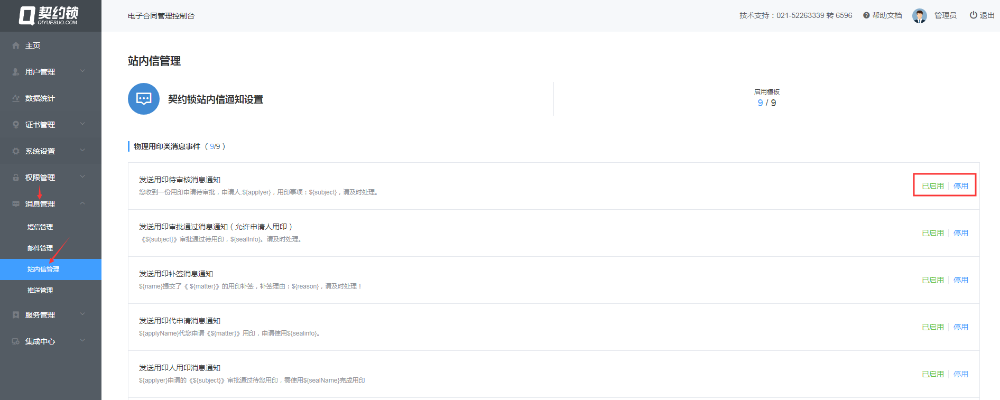 契约锁
QIYUESUO.COM
电子合同管理控制台
技术支持：021-52263339 转 6596
帮助文档
管理员
退出
主页
用户管理
数据统计
证书管理
系统设置
权限管理
消息管理
短信管理
邮件管理
站内信管理
推送管理
服务管理
集成中心
站内信管理
契约锁站内信通知设置
启用模板
9 / 9
物理用印类消息事件 （ 9/9 ）
发送用印待审核消息通知
您收到一份用印申请待审批，申请人:${applyer}，用印事项：${subject}，请及时处理。
已启用 停用
发送用印审批通过消息通知（允许申请人用印）
《${subject}》审批通过待用印，${sealInfo}。请及时处理。
已启用 停用
发送用印补签消息通知
${name}提交了《 ${matter}》的用印补签，补签理由：${reason}，请及时处理！
已启用 停用
发送用印代申请消息通知
${applyName}代您申请《${matter}》用印，申请使用${sealinfo}。
已启用 停用
发送用印人用印消息通知
${applyer}申请的《${subject}》审批通过待您用印，需使用${sealName}完成用印
已启用 停用